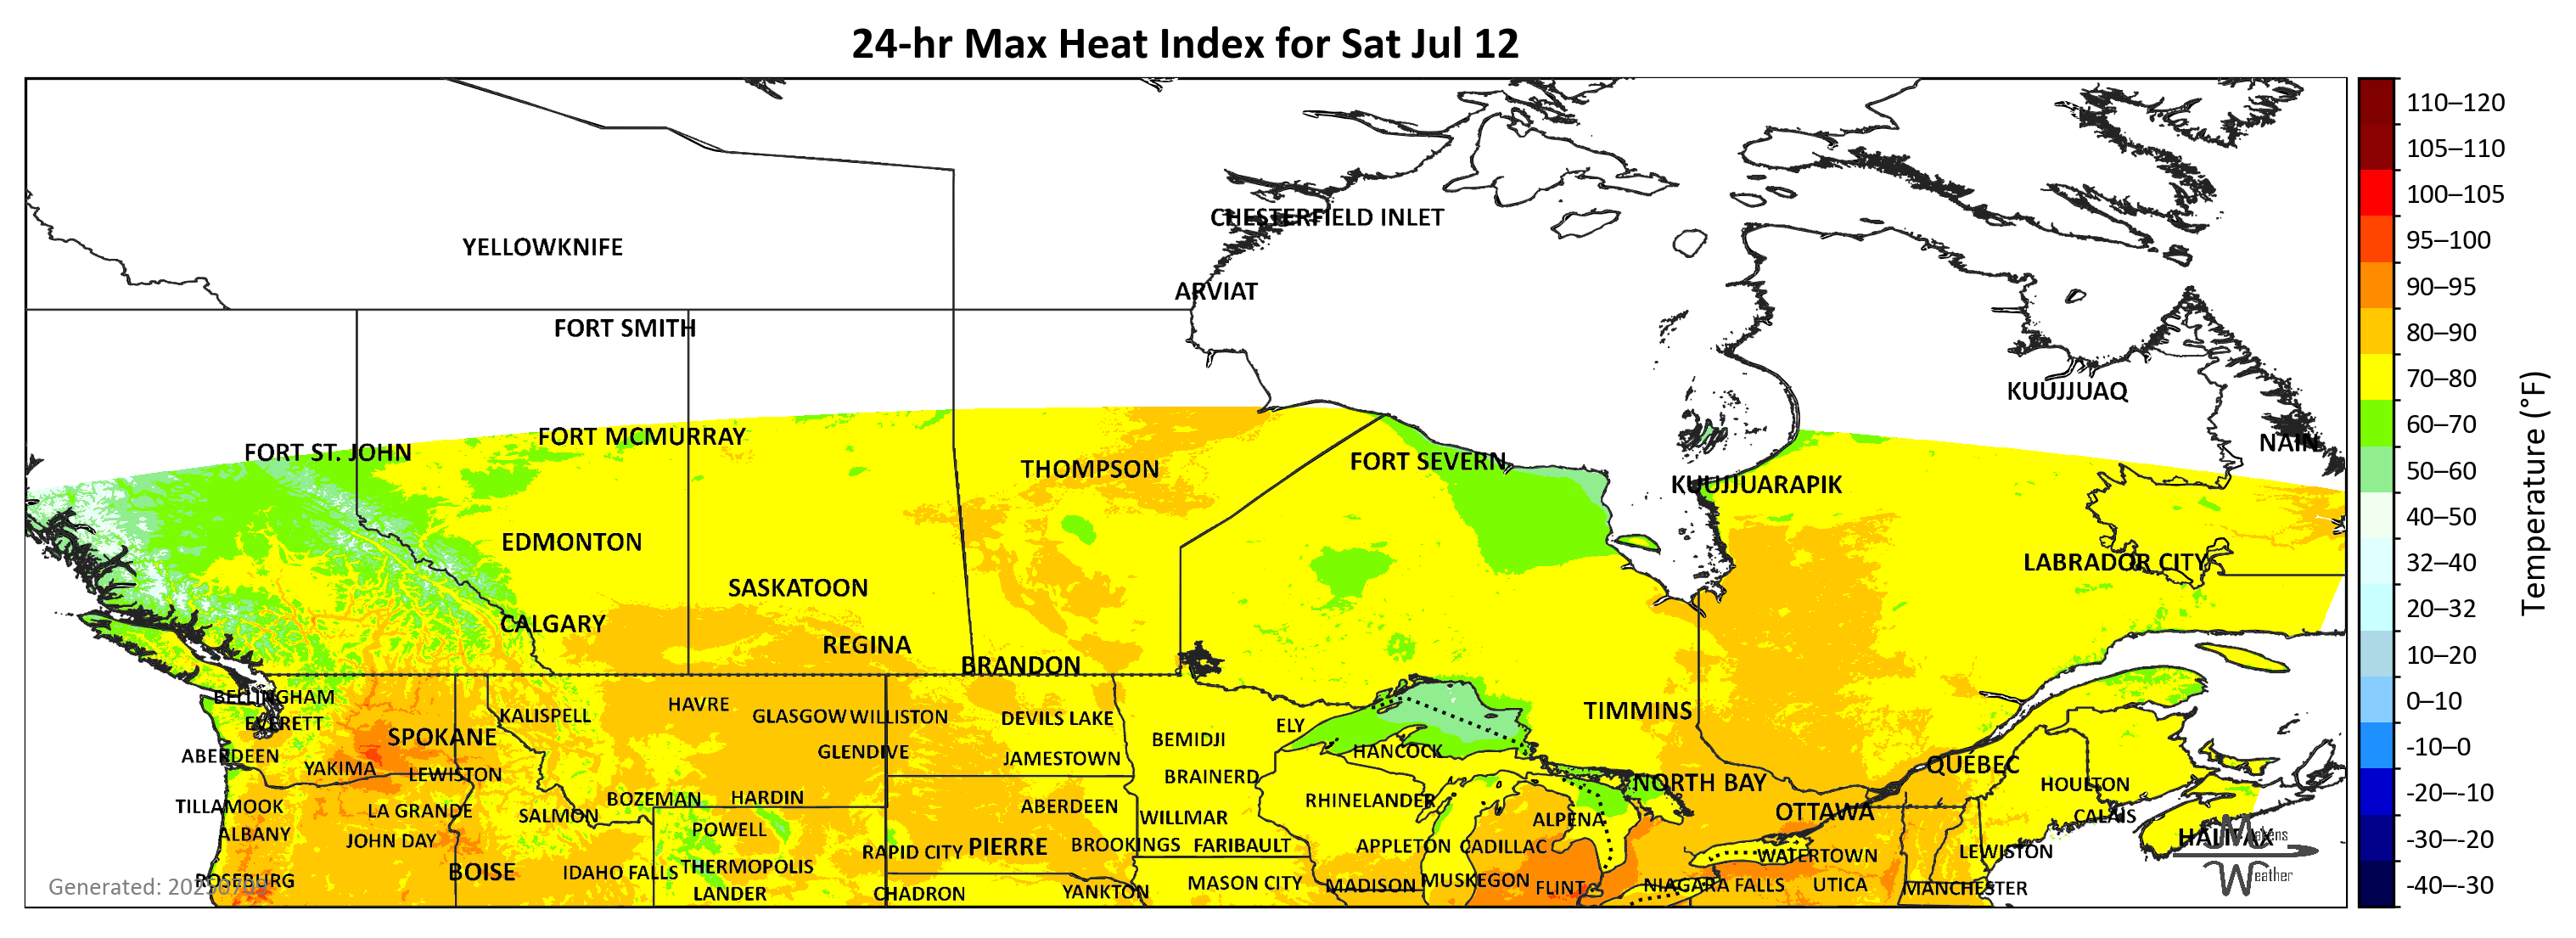 24-hr Max Heat Index for Sat Jul 12
CHESTERFIELD INLET
YELLOWKNIFE
ARVIAT
FORT SMITH
KUUJJUAQ
FORT MCMURRAY
NAIN
FORT ST. JOHN
FORT SEVERN
THOMPSON
KUUJJUARAPIK
EDMONTON
LABRADOR CITY
SASKATOON
CALGARY
REGINA
BRANDON
BELLINGHAM
HAVRE
TIMMINS
KALISPELL
GLASGOW
WILLISTON
DEVILS LAKE
EVERETT
ELY
SPOKANE
BEMIDJI
GLENDIVE
HANCOCK
ABERDEEN
JAMESTOWN
QUÉBEC
YAKIMA
LEWISTON
BRAINERD
NORTH BAY
HOULTON
BOZEMAN
HARDIN
RHINELANDER
TILLAMOOK
LA GRANDE
ABERDEEN
OTTAWA
SALMON
WILLMAR
ALPENA
CALAIS
ALBANY
POWELL
JOHN DAY
HALIFAX
RAPID CITY
PIERRE
BROOKINGS
FARIBAULT
APPLETON
CADILLAC
WATERTOWN
LEWISTON
BOISE
IDAHO FALLS
THERMOPOLIS
ROSEBURG
MASON CITY
MADISON
MUSKEGON
FLINT
NIAGARA FALLS
UTICA
MANCHESTER
LANDER
CHADRON
YANKTON
Generated:
Weather
110–120
105–110
100–105
95–100
90–95
80–90
70–80
60–70
50–60
40–50
32–40
20–32
10–20
0–10
-10–0
-20–-10
-30–-20
-40–-30
Temperature (°F)